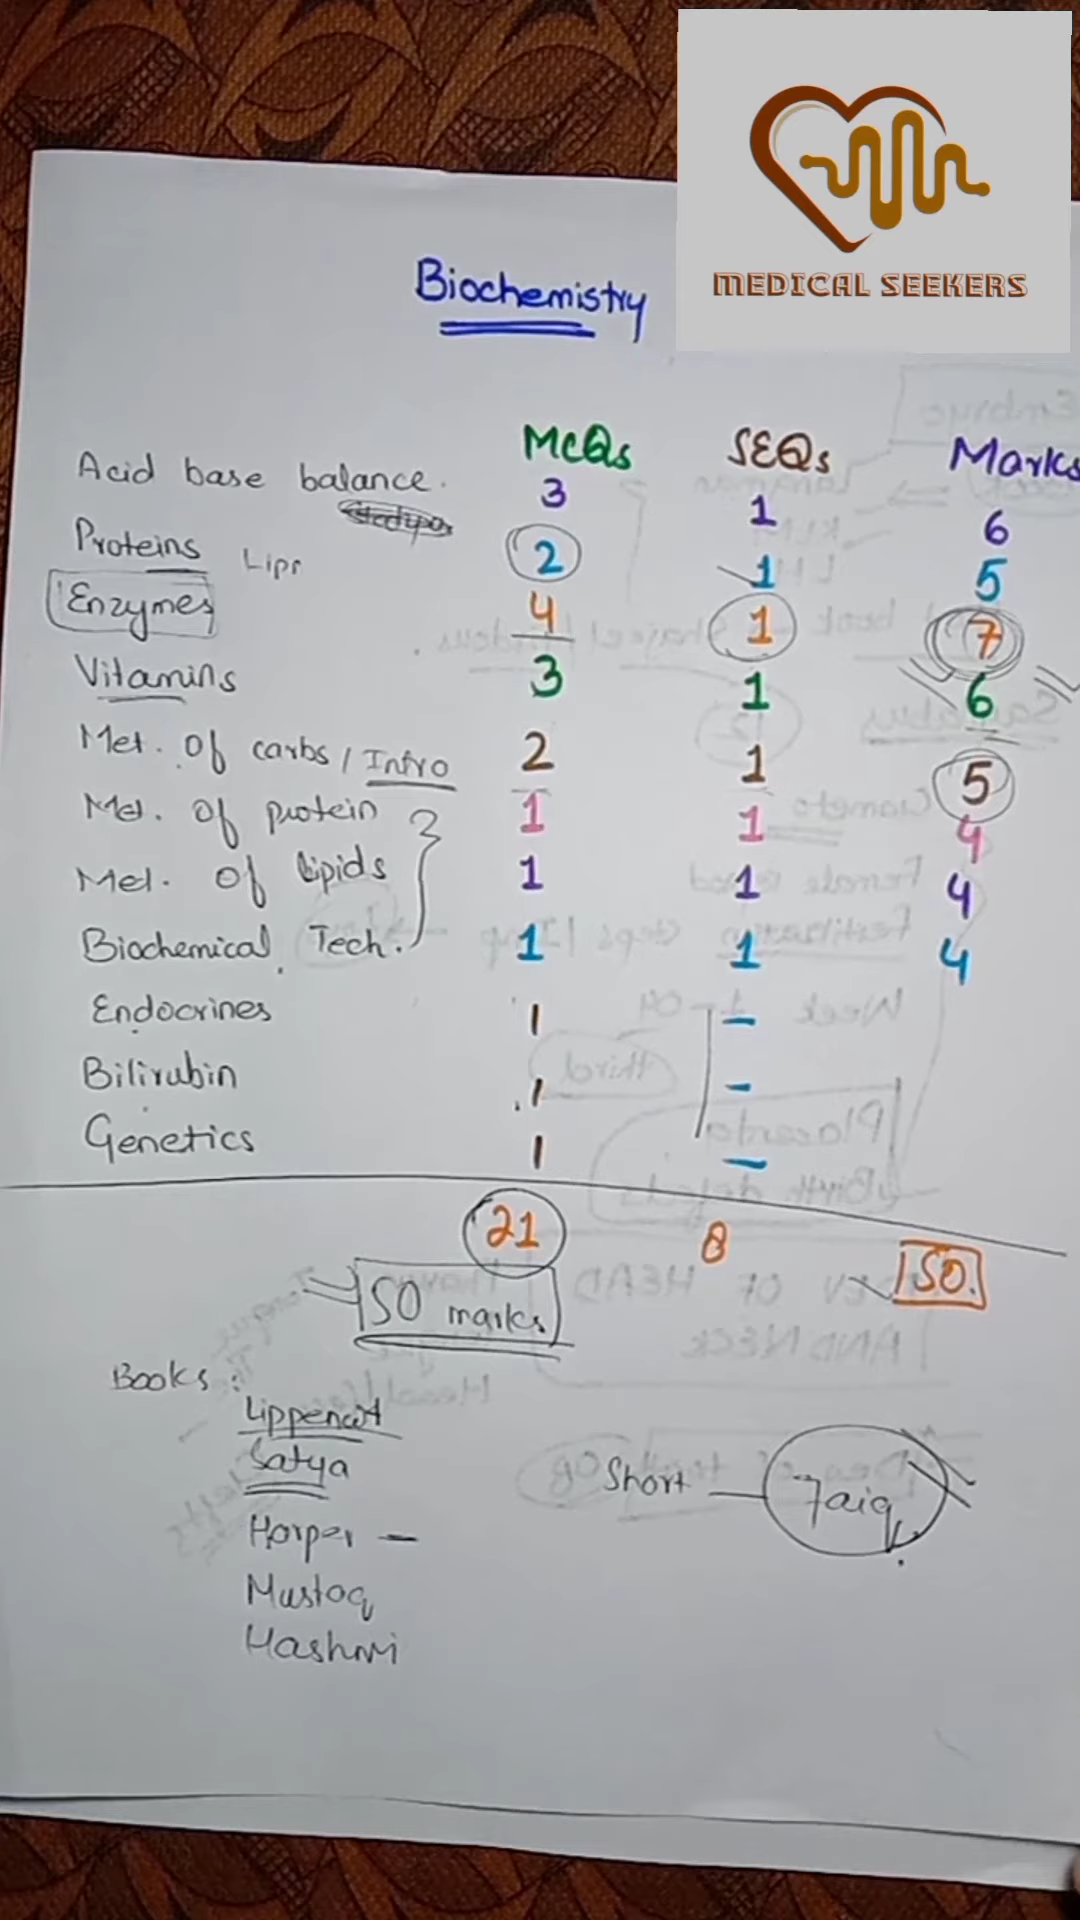 MEDICAL SEEKERS
Biochemistry
MCQs SEQs Marks
Acid base balance. 3 1 6
Proteins Lipr 2 1 5
Enzymes 4 1 7
Vitamins 3 1 6
Met. of carbs / Intro 2 1 5
Met. of protein 1 1 4
Met. of lipids 1 1 4
Biochemical Tech. 1 1 4
Endocrines 1 -
Bilirubin 1 -
Genetics 1 -
21 8 50.
50 marks
Books:
Lippencot
Satya
Short — Faiq
Harper —
Mustaq
Hashmi